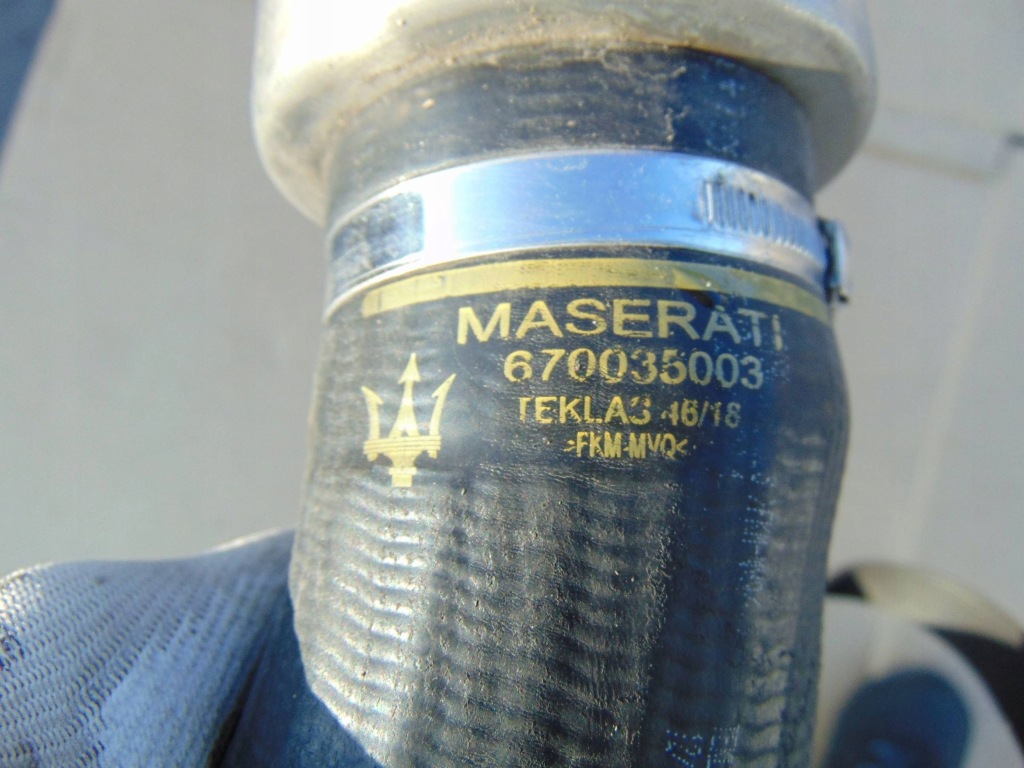 MASERATI
670035003
TEKLAS 46/18
>FKM-MVQ<